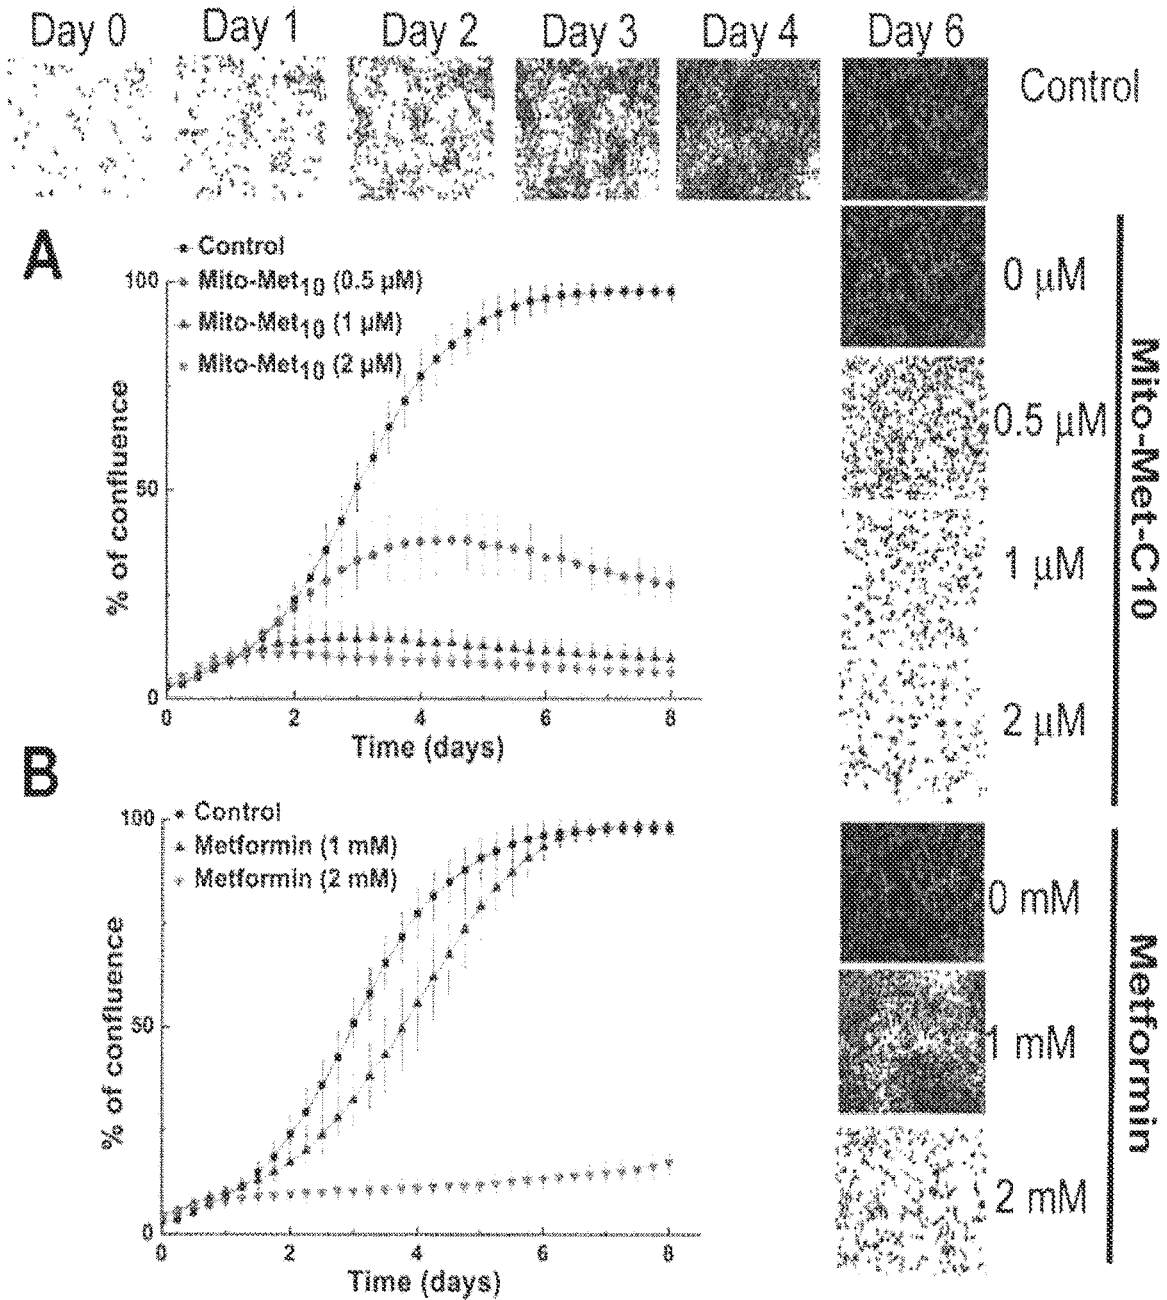 Day 0 Day 1 Day 2 Day 3 Day 4 Day 6
Control
A
Control
Mito-Met10 (0.5 µM)
Mito-Met10 (1 µM)
Mito-Met10 (2 µM)
% of confluence
100
50
0
0 2 4 6 8
Time (days)
0 µM
0.5 µM
1 µM
2 µM
Mito-Met-C10
B
Control
Metformin (1 mM)
Metformin (2 mM)
% of confluence
100
50
0
0 2 4 6 8
Time (days)
0 mM
1 mM
2 mM
Metformin